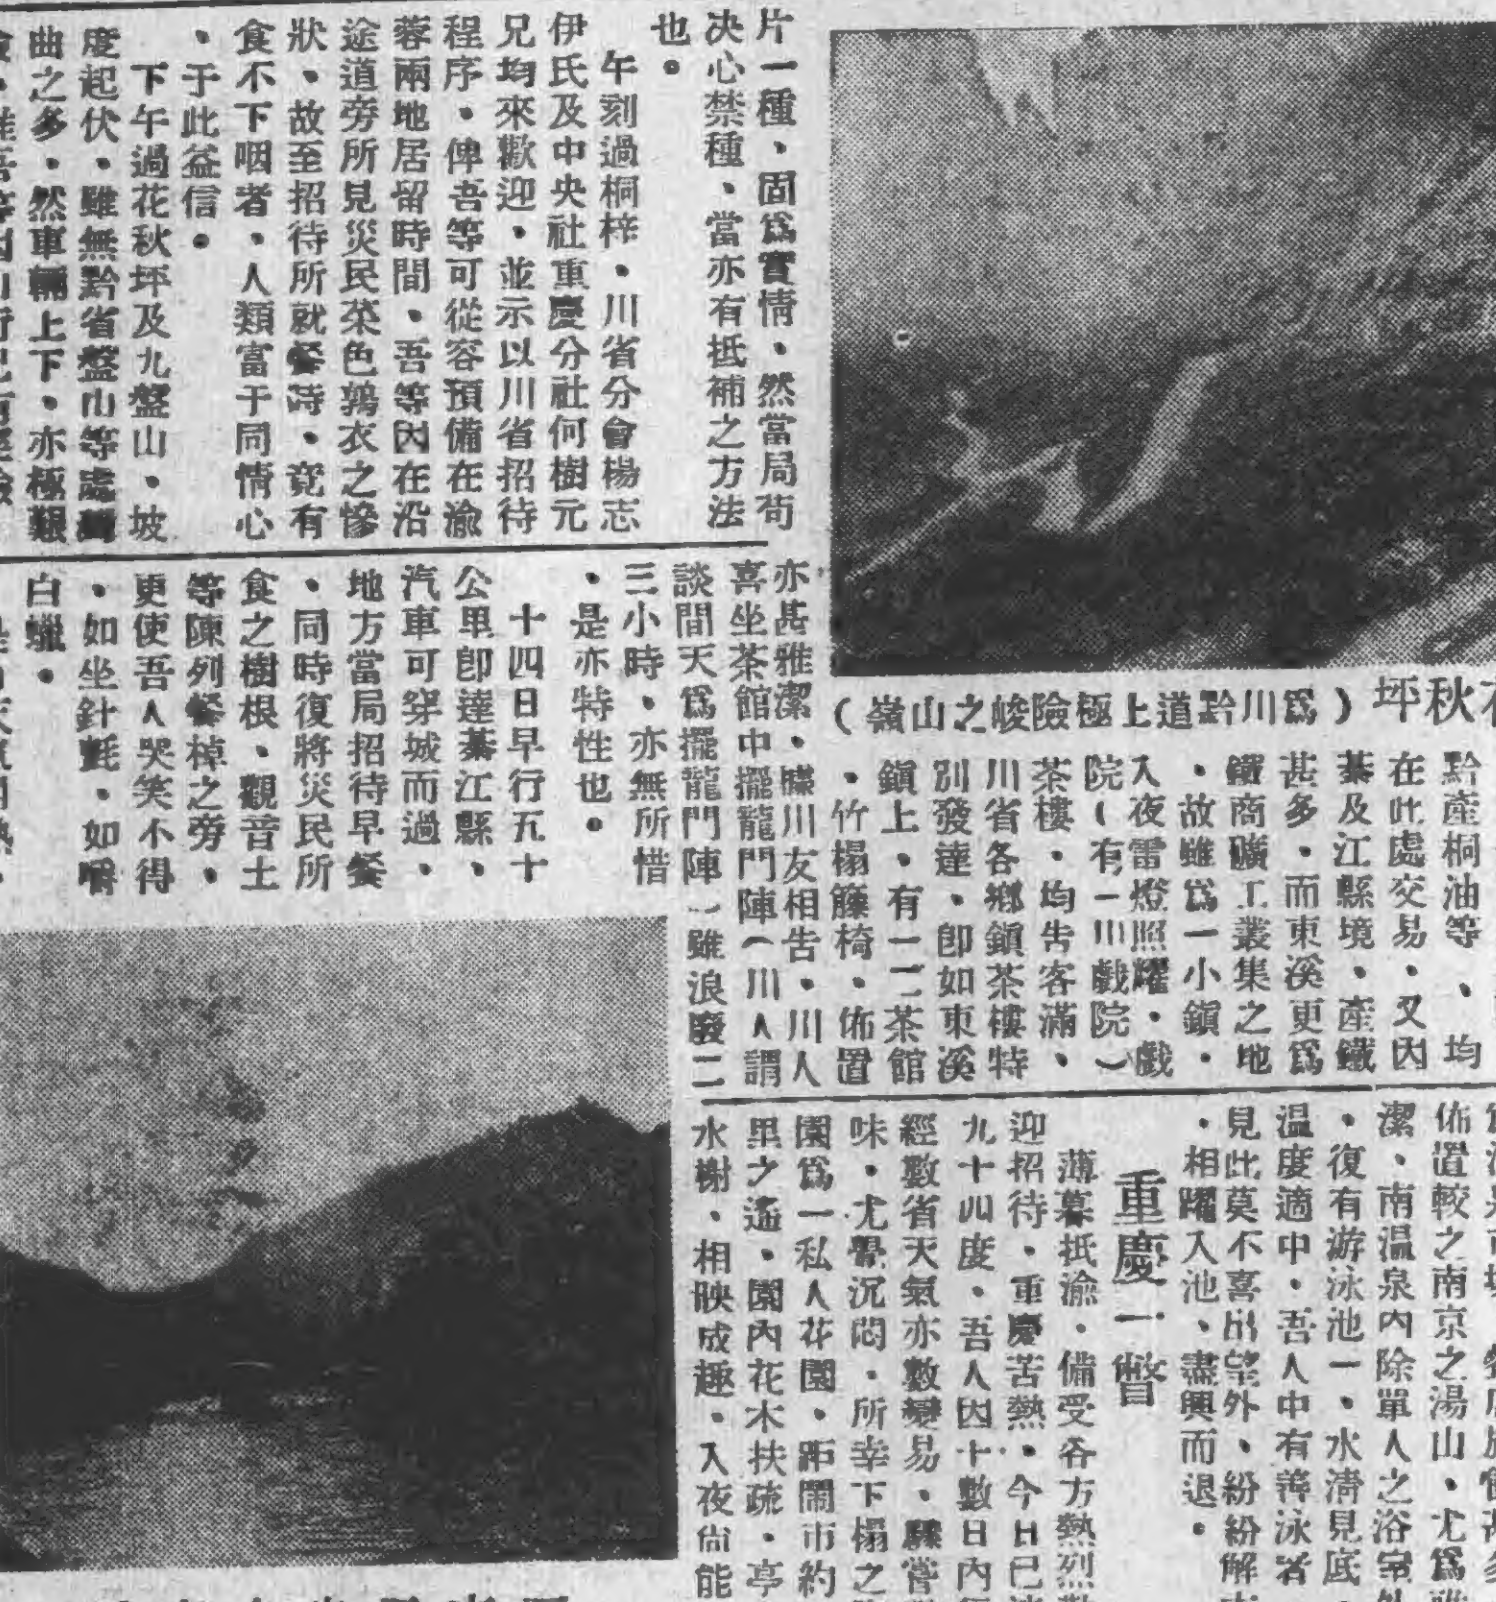 片一種、固爲實情、然當局苟
决心禁種、當亦有抵補之方法
也。
午刻過桐梓、川省分會楊志
伊氏及中央社重慶分社何樹元
兄均來歡迎、並示以川省招待
程序、俾吾等可從容預備在渝
蓉兩地居留時間、吾等因在沿
途道旁所見災民菜色鶉衣之慘
狀、故至招待所就餐時、竟有
食不下咽者、人類富于同情心
、于此益信。
下午過花秋坪及九盤山、坡
度起伏、雖無黔省盤山等處
曲之多、然車輛上下、亦極艱
秋坪
(爲川黔道上極險峻之山嶺)
黔產桐油等、均
在此處交易、又因
綦及江縣境、產鐵
甚多、而東溪更爲
鐵商礦工叢集之地
、故雖爲一小鎭、
入夜雷燈照耀、戲
院(有一川戲院)
茶樓、均吿客滿、
川省各鄉鎭茶樓特
別發達、卽如東溪
鎭上、有一二茶館
、竹榻籐椅、佈置
亦甚雅潔、據川友相吿、川人
喜坐茶館中擺龍門陣(川人謂
談間天爲擺龍門陣)雖浪廢二
三小時、亦無所惜
、是亦特性也。
十四日早行五十
公里卽達綦江縣、
汽車可穿城而過、
地方當局招待早餐
、同時復將災民所
食之樹根、觀音土
等陳列餐棹之旁、
更使吾人哭笑不得
、如坐針氈、如嚼
白蠟。
佈置較之南京之湯山、尤爲
潔、南温泉內除單人之浴室
、復有游泳池一、水淸見底
温度適中、吾人中有善泳者
見此莫不喜出望外、紛紛解
、相躍入池、盡興而退。
重慶一瞥
薄暮抵渝、備受各方熱烈
迎招待、重慶苦熱、今日已
九十四度、吾人因十數日內
經數省天氣亦數變易、驟嘗
味、尤覺沉悶、所幸下榻之
園爲一私人花園、距鬧市約
里之遙、園內花木扶疏、亭
水榭、相映成趣、入夜尙能